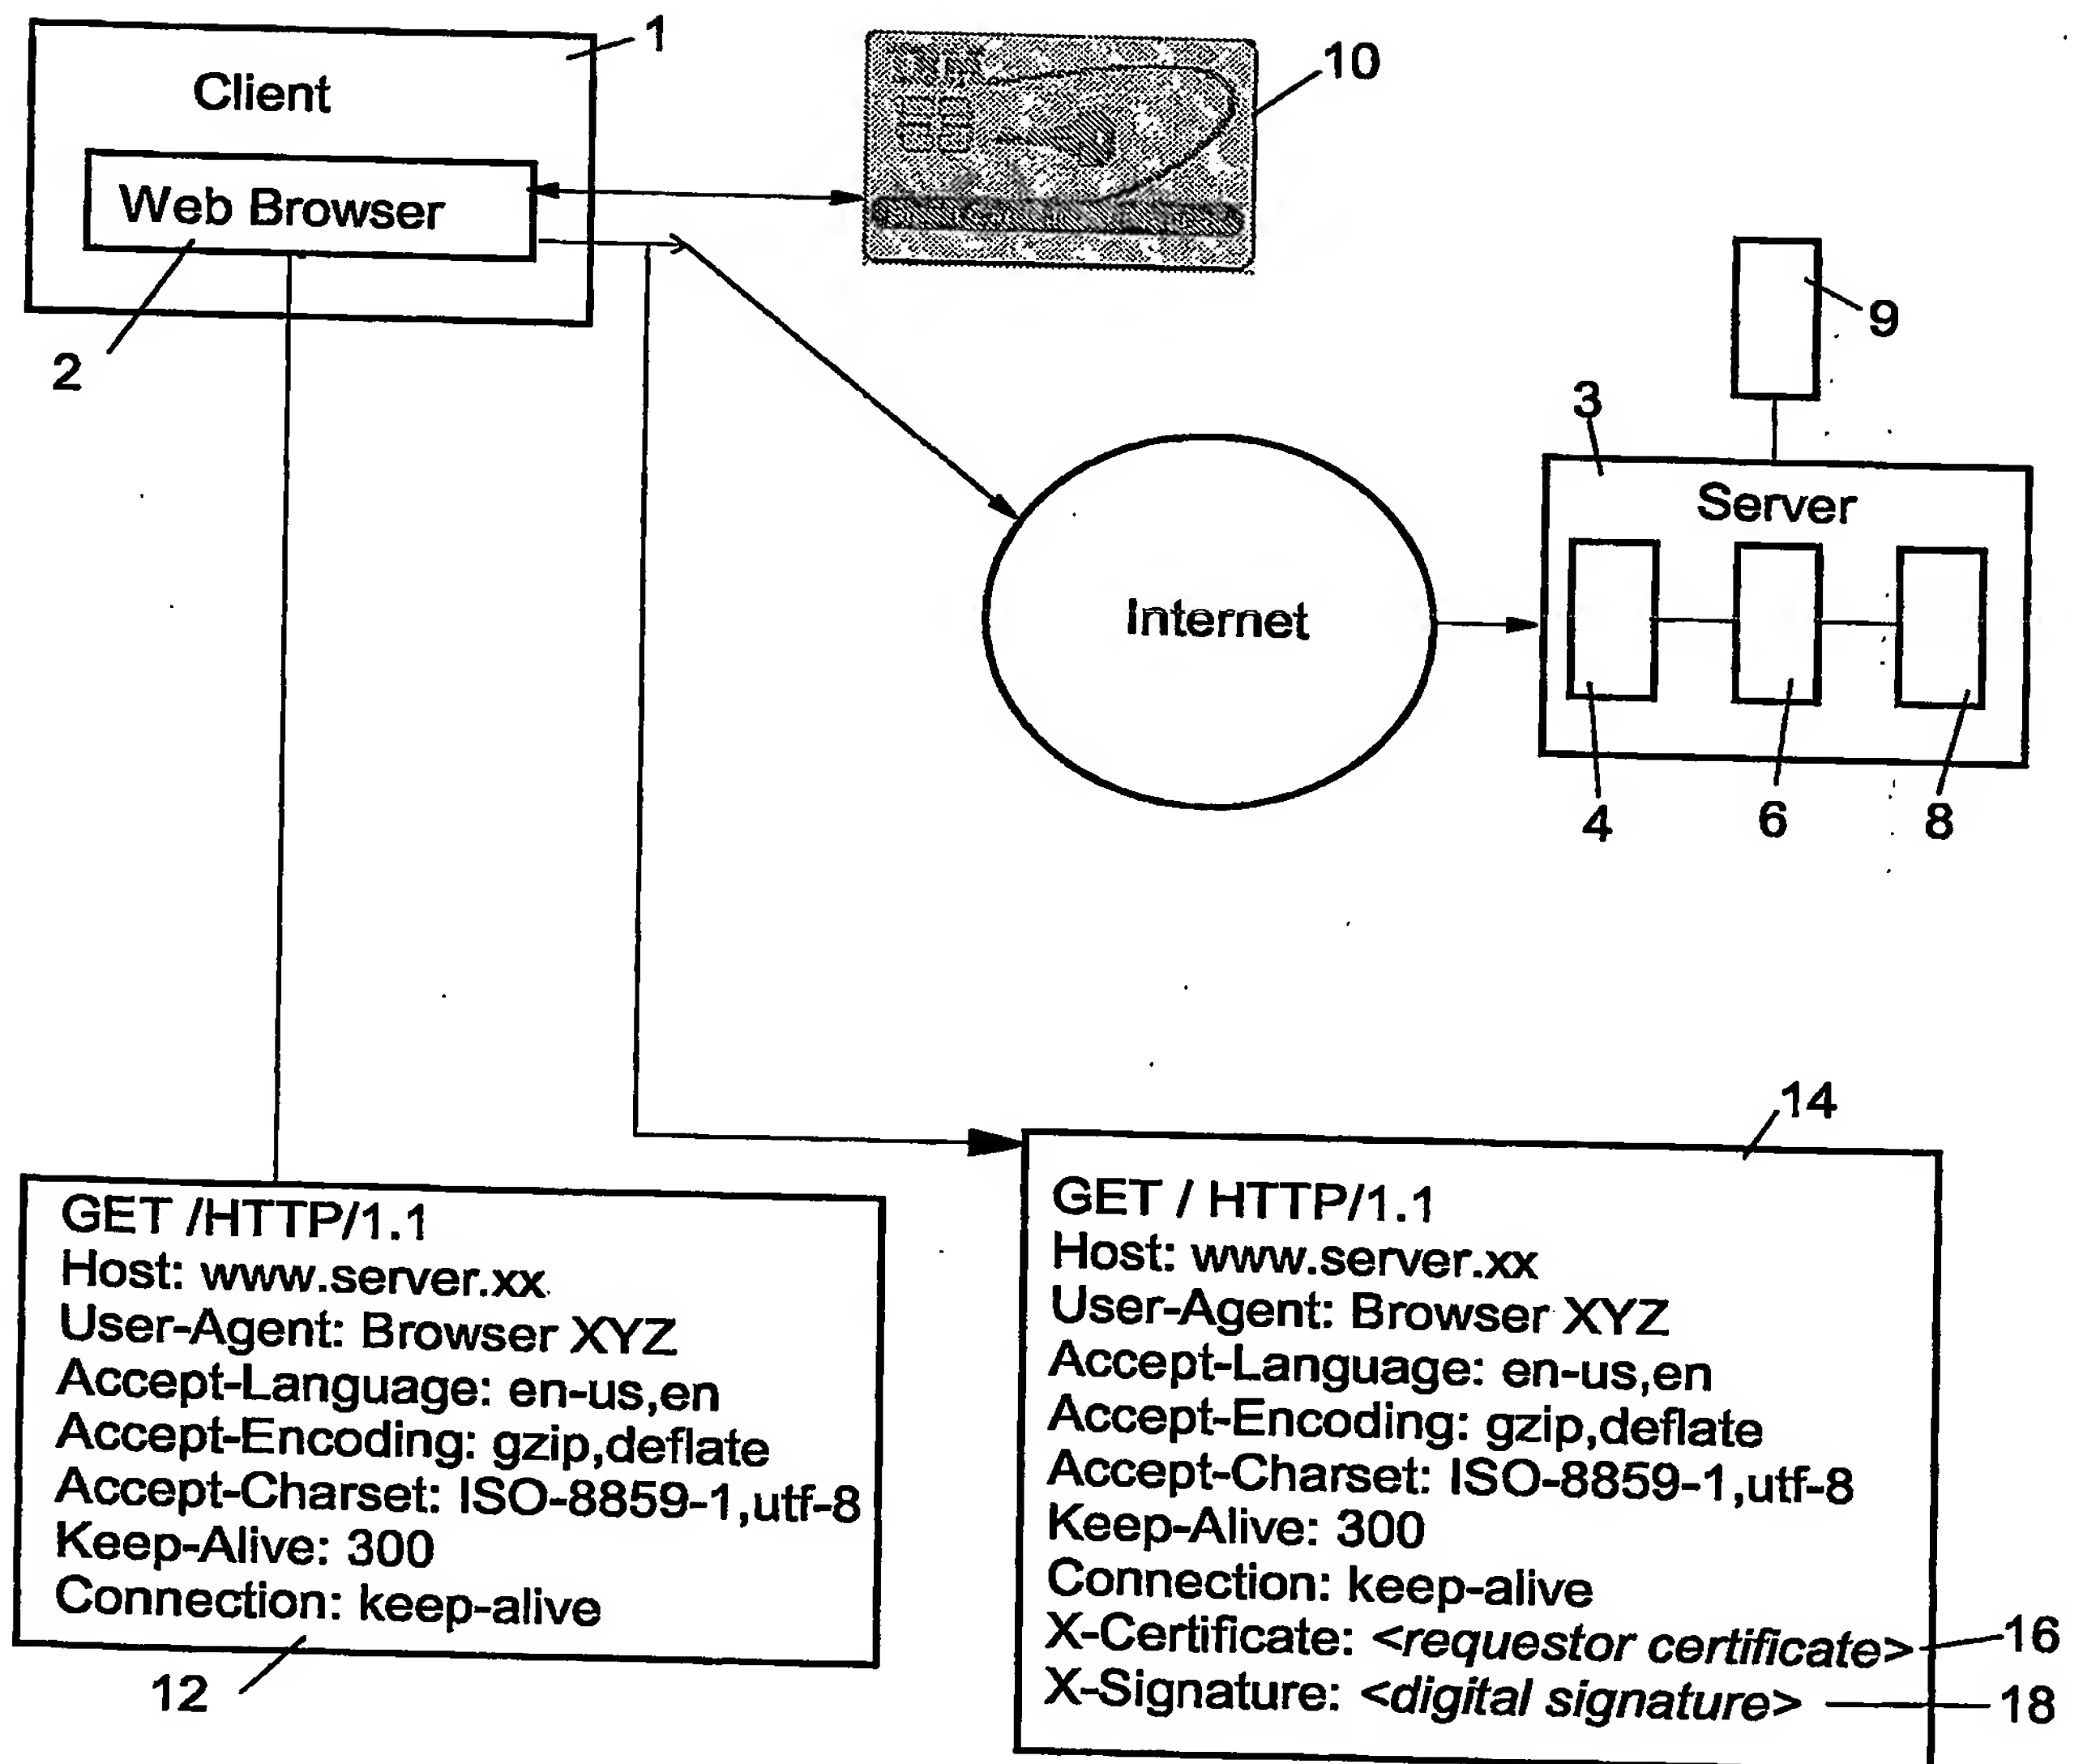 1
Client
10
Web Browser
2
9
3
Server
Internet
4
6
8
14
GET /HTTP/1.1
Host: www.server.xx
User-Agent: Browser XYZ
Accept-Language: en-us,en
Accept-Encoding: gzip,deflate
Accept-Charset: ISO-8859-1,utf-8
Keep-Alive: 300
Connection: keep-alive
12
GET / HTTP/1.1
Host: www.server.xx
User-Agent: Browser XYZ
Accept-Language: en-us,en
Accept-Encoding: gzip,deflate
Accept-Charset: ISO-8859-1,utf-8
Keep-Alive: 300
Connection: keep-alive
X-Certificate: <requestor certificate>
16
X-Signature: <digital signature>
18